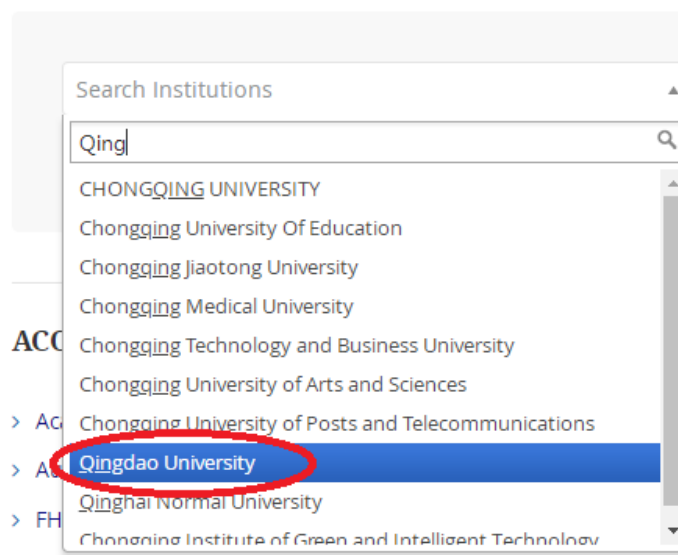 Search Institutions
Qing
CHONGQING UNIVERSITY
Chongqing University Of Education
Chongqing Jiaotong University
Chongqing Medical University
ACC
Chongqing Technology and Business University
Chongqing University of Arts and Sciences
Chongqing University of Posts and Telecommunications
Qingdao University
Qinghai Normal University
FH
Chongqing Institute of Green and Intelligent Technology